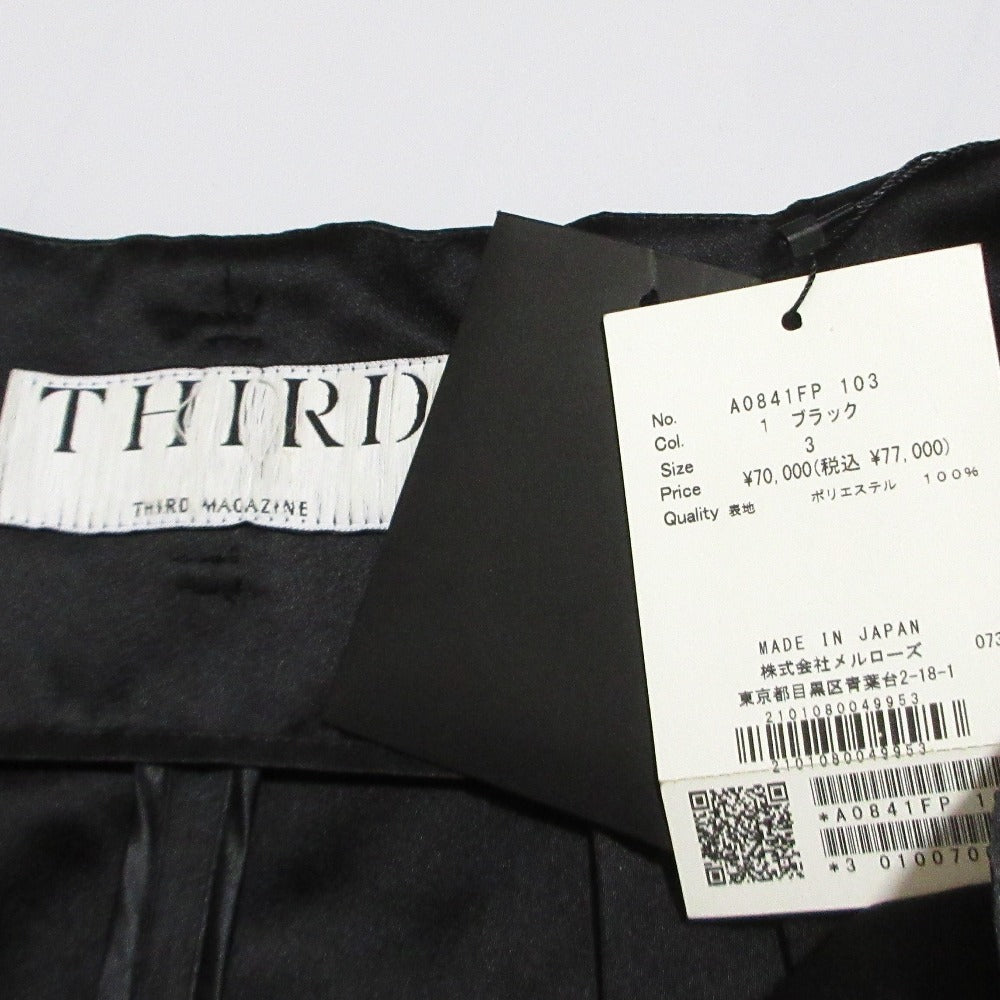 THIRD
THIRD MAGAZINE
No. A0841FP 103
Col. 1 ブラック
Size 3
Price ¥70,000(税込 ¥77,000)
Quality 表地 ポリエステル 100%
MADE IN JAPAN 073
株式会社メルローズ
東京都目黒区青葉台2-18-1
2101080049953
2101080049953
*A0841FP 1
*3 010070